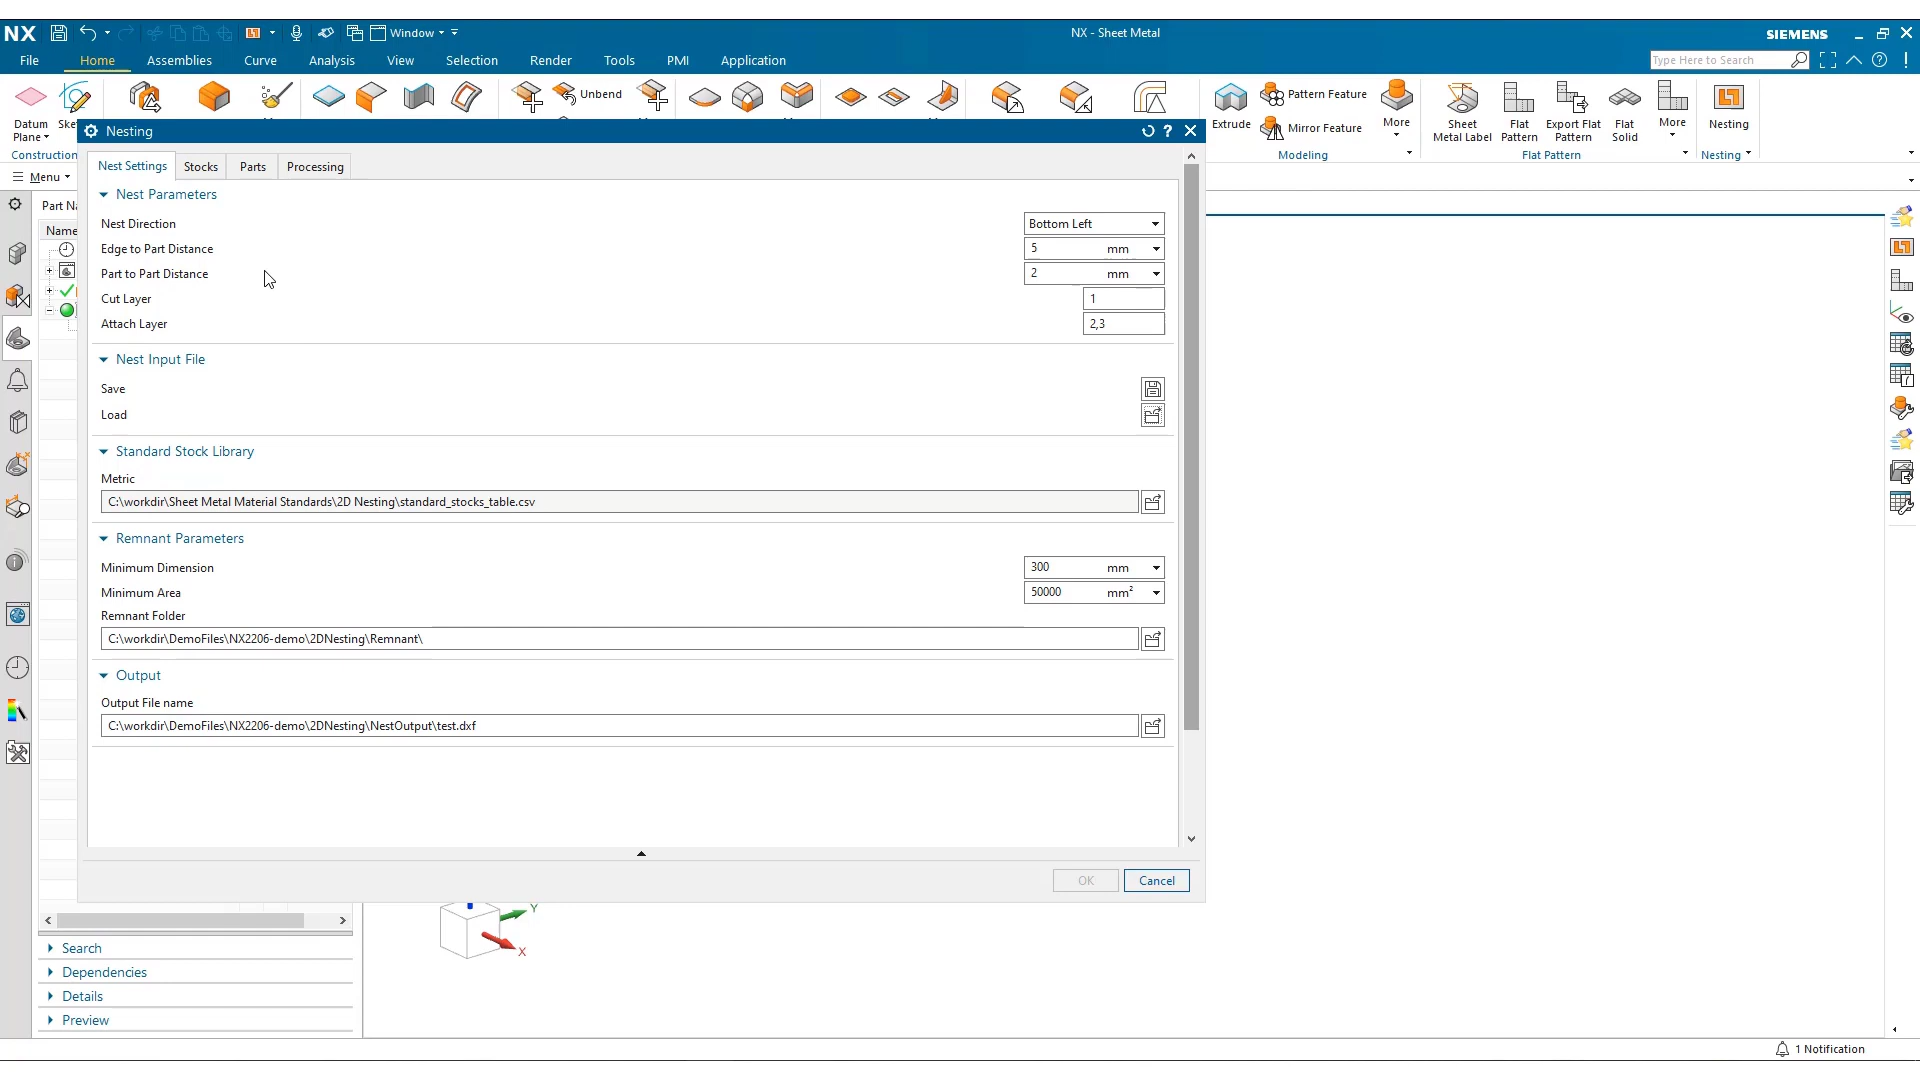 NX
Window
NX - Sheet Metal
SIEMENS
File
Home
Assemblies
Curve
Analysis
View
Selection
Render
Tools
PMI
Application
Type Here to Search
Datum
Plane
Unbend
Extrude
Pattern Feature
Mirror Feature
More
Sheet
Metal Label
Flat
Pattern
Export Flat
Pattern
Flat
Solid
More
Nesting
Construction
Modeling
Flat Pattern
Nesting
Menu
Part Na
Name
Nesting
Nest Settings
Stocks
Parts
Processing
Nest Parameters
Nest Direction
Bottom Left
Edge to Part Distance
5 mm
Part to Part Distance
2 mm
Cut Layer
1
Attach Layer
2,3
Nest Input File
Save
Load
Standard Stock Library
Metric
C:\workdir\Sheet Metal Material Standards\2D Nesting\standard_stocks_table.csv
Remnant Parameters
Minimum Dimension
300 mm
Minimum Area
50000 mm²
Remnant Folder
C:\workdir\DemoFiles\NX2206-demo\2DNesting\Remnant\
Output
Output File name
C:\workdir\DemoFiles\NX2206-demo\2DNesting\NestOutput\test.dxf
OK
Cancel
Y
X
Search
Dependencies
Details
Preview
1 Notification